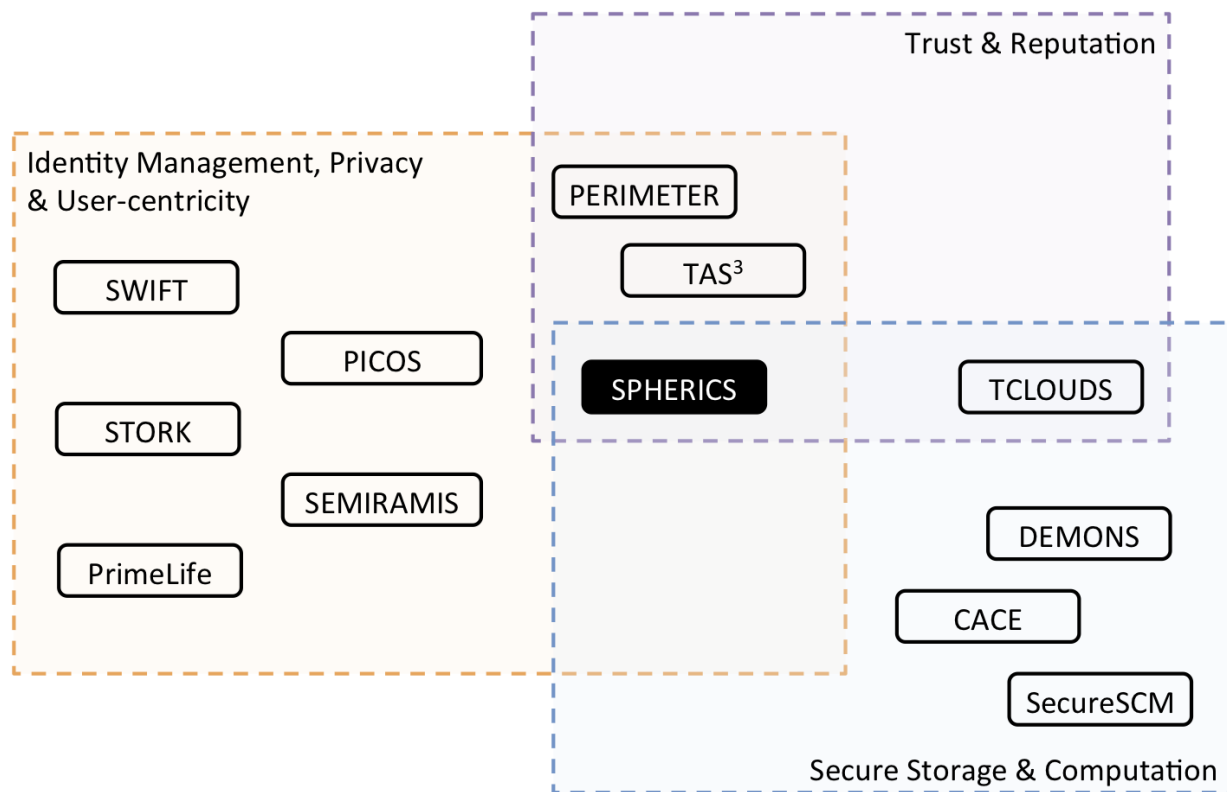 Trust & Reputation
Identity Management, Privacy
& User-centricity
PERIMETER
TAS³
SWIFT
PICOS
SPHERICS
TCLOUDS
STORK
SEMIRAMIS
DEMONS
PrimeLife
CACE
SecureSCM
Secure Storage & Computation